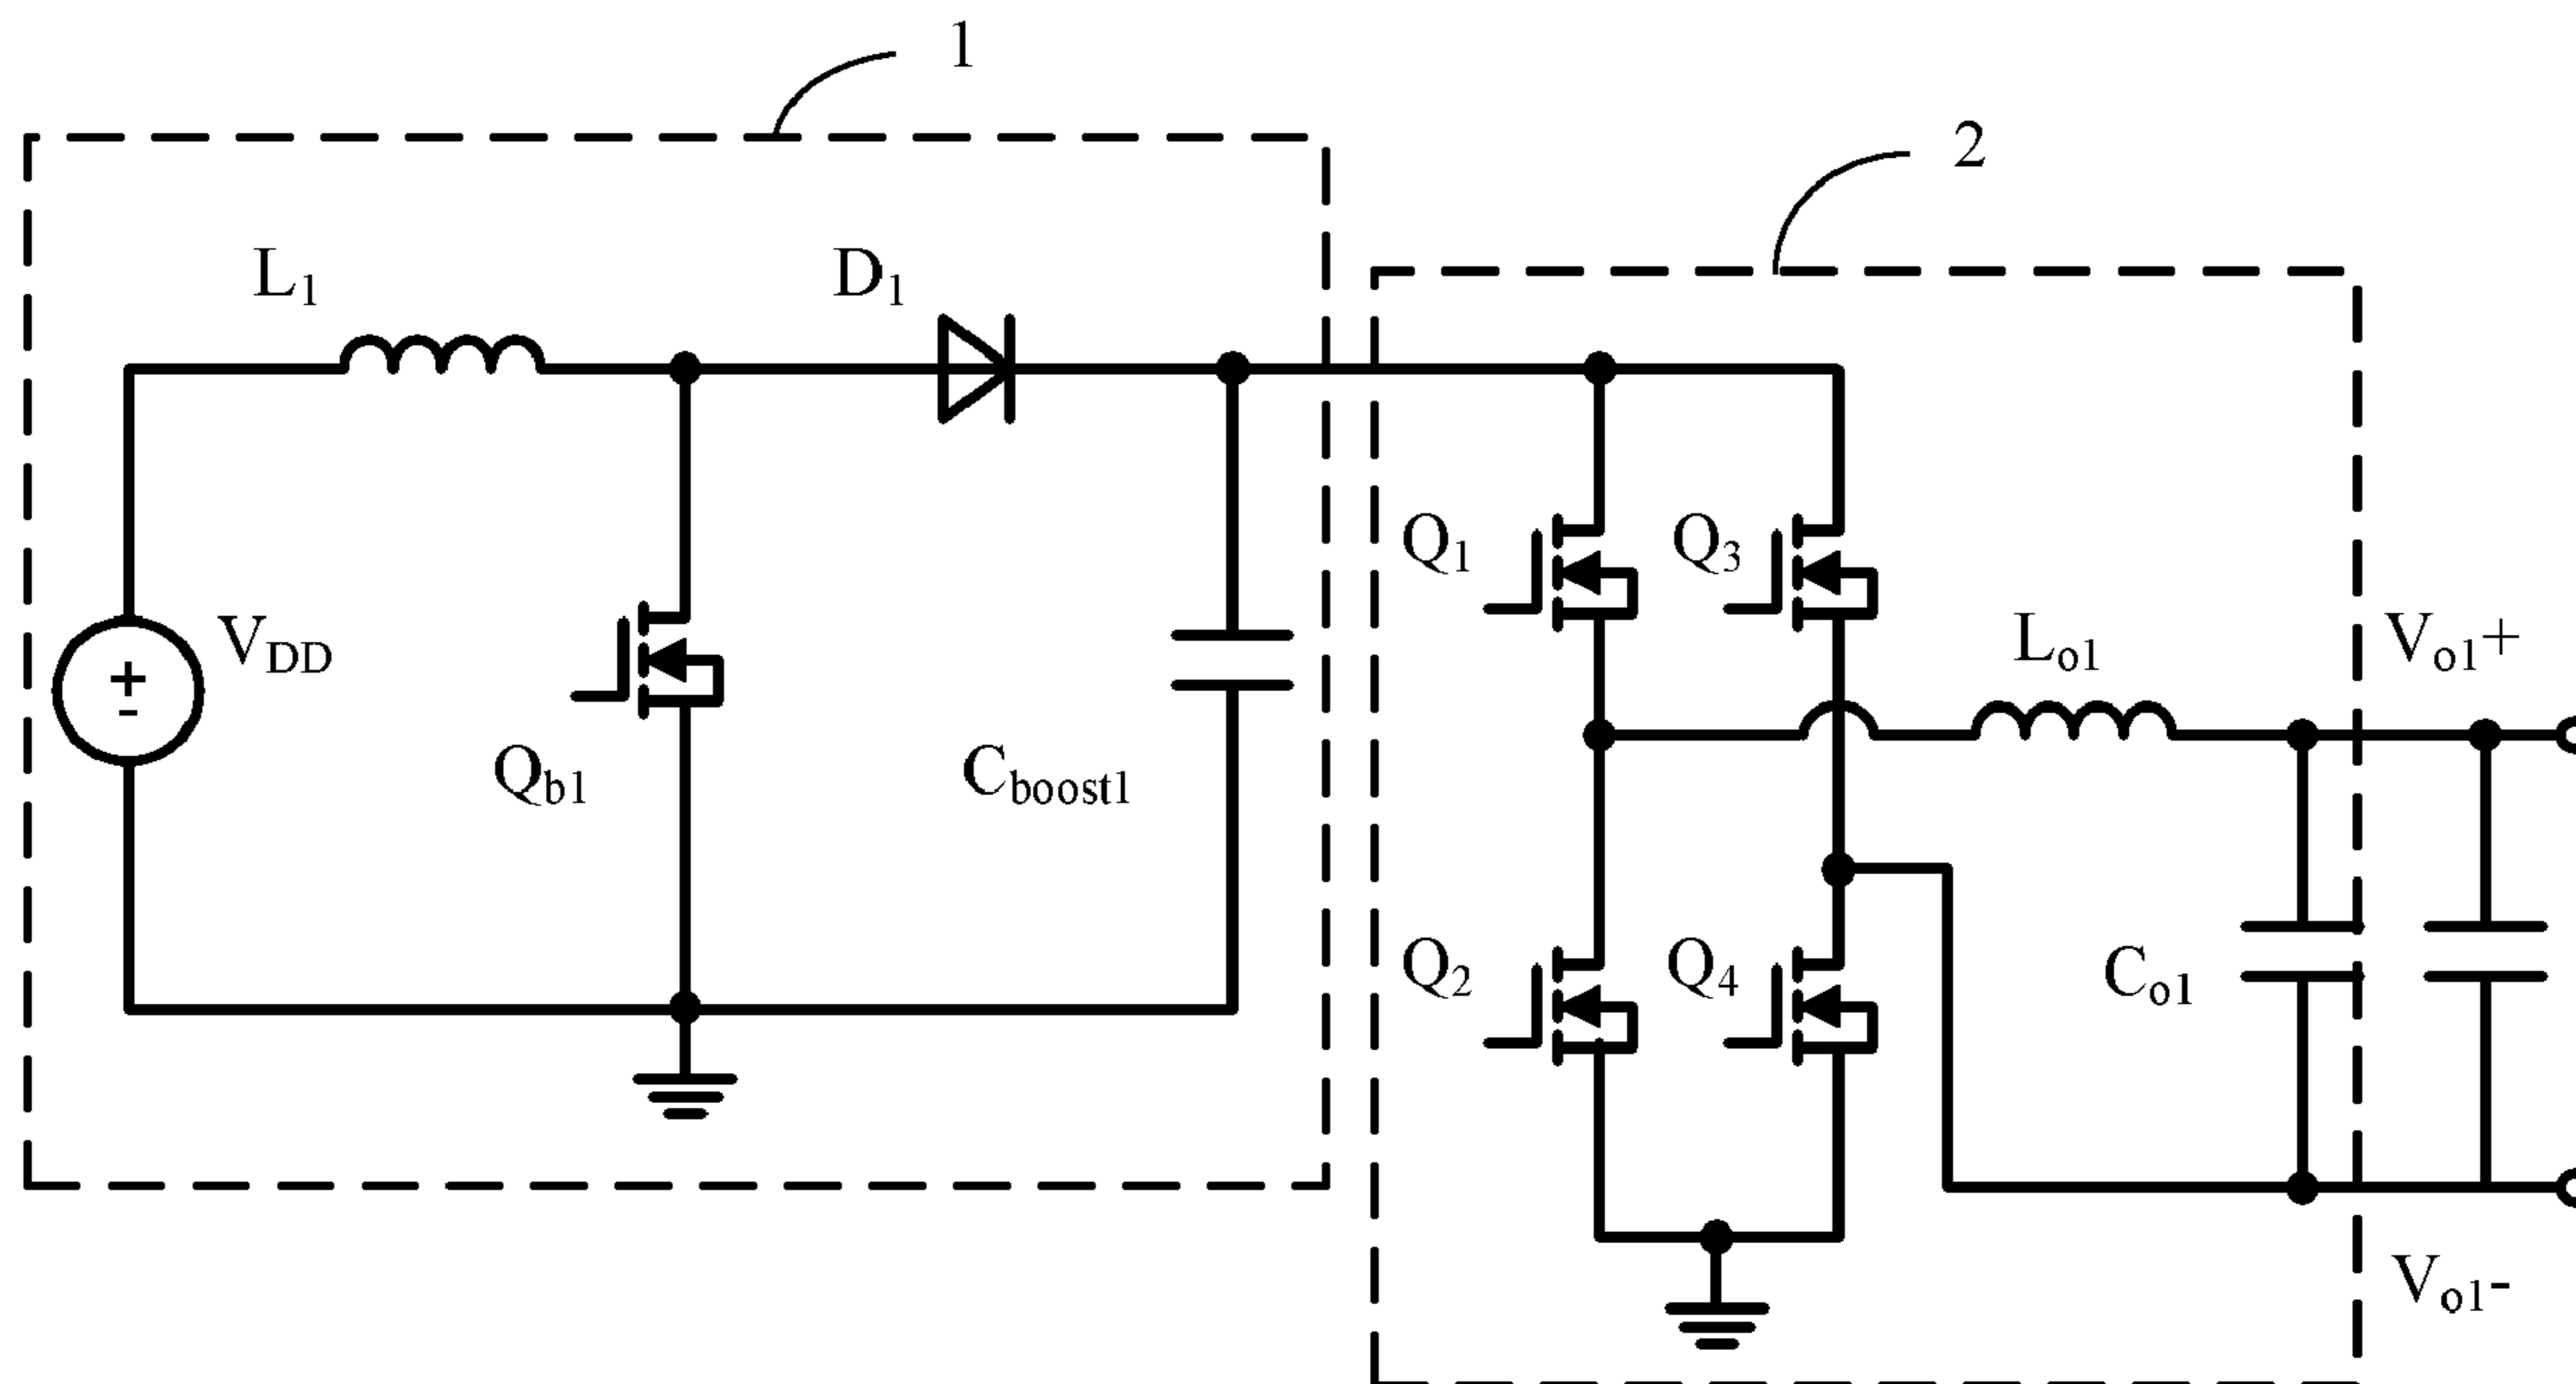 1
2
L1
D1
VDD
+
-
Qb1
Cboost1
Q1
Q3
Lo1
Vo1+
Q2
Q4
Co1
Vo1-